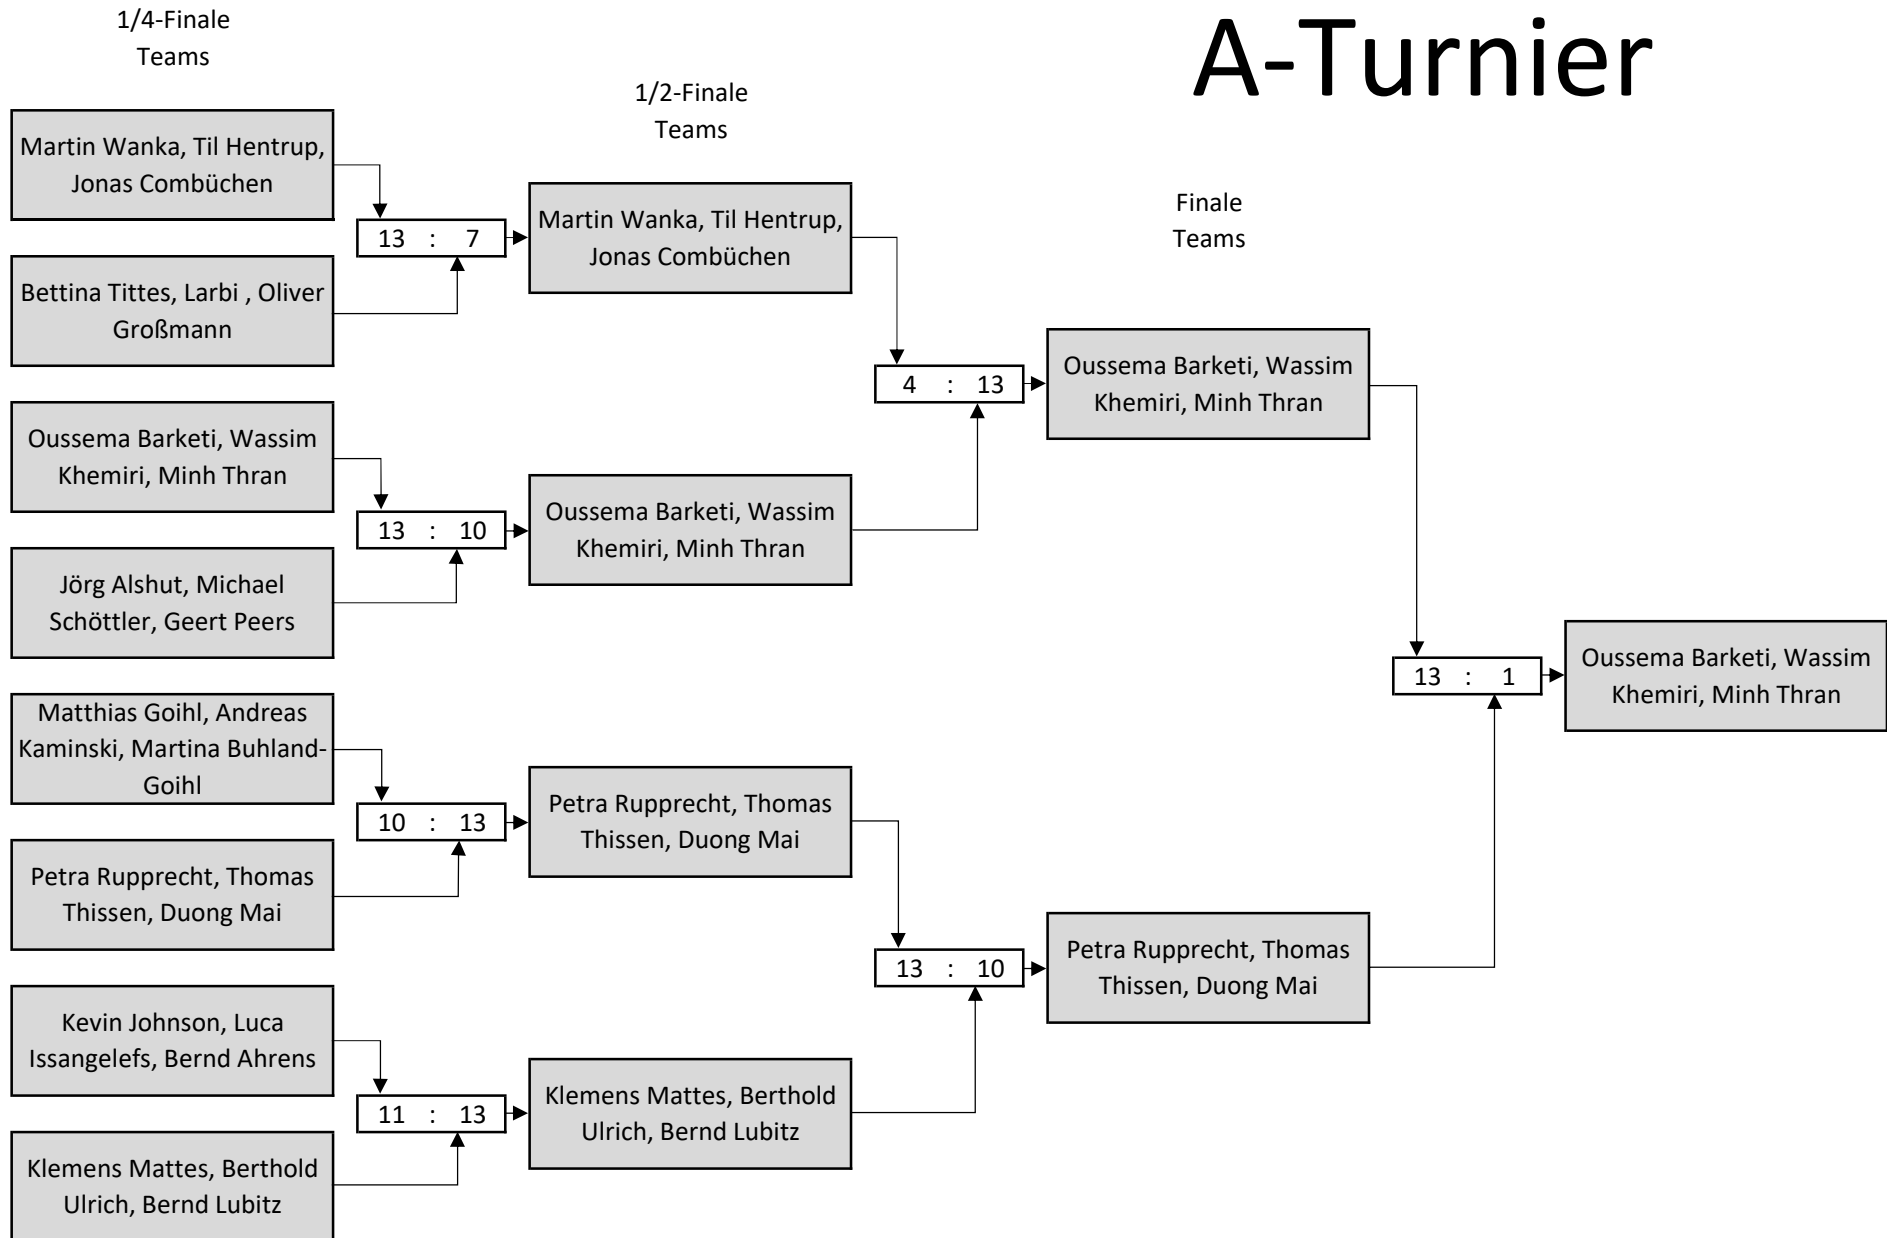 A-Turnier
1/4-Finale
Teams
Martin Wanka, Til Hentrup,
Jonas Combüchen
13 : 7
Bettina Tittes, Larbi , Oliver
Großmann
Oussema Barketi, Wassim
Khemiri, Minh Thran
13 : 10
Jörg Alshut, Michael
Schöttler, Geert Peers
Matthias Goihl, Andreas
Kaminski, Martina Buhland-
Goihl
10 : 13
Petra Rupprecht, Thomas
Thissen, Duong Mai
Kevin Johnson, Luca
Issangelefs, Bernd Ahrens
11 : 13
Klemens Mattes, Berthold
Ulrich, Bernd Lubitz
1/2-Finale
Teams
Martin Wanka, Til Hentrup,
Jonas Combüchen
4 : 13
Oussema Barketi, Wassim
Khemiri, Minh Thran
Petra Rupprecht, Thomas
Thissen, Duong Mai
13 : 10
Klemens Mattes, Berthold
Ulrich, Bernd Lubitz
Finale
Teams
Oussema Barketi, Wassim
Khemiri, Minh Thran
13 : 1
Petra Rupprecht, Thomas
Thissen, Duong Mai
Oussema Barketi, Wassim
Khemiri, Minh Thran